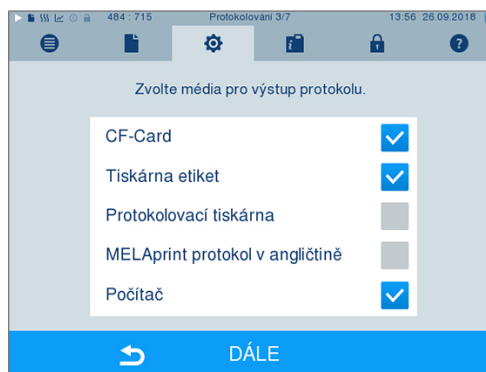 484 : 715 Protokolování 3/7 13:56 26.09.2018
Zvolte média pro výstup protokolu.
CF-Card
Tiskárna etiket
Protokolovací tiskárna
MELAprint protokol v angličtině
Počítač
DÁLE